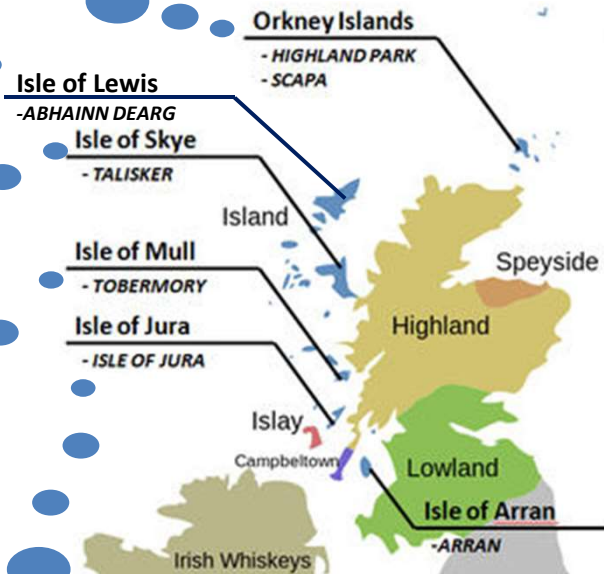 Orkney Islands
- HIGHLAND PARK
- SCAPA
Isle of Lewis
-ABHAINN DEARG
Isle of Skye
- TALISKER
Island
Isle of Mull
- TOBERMORY
Speyside
Isle of Jura
- ISLE OF JURA
Highland
Islay
Campbeltown
Lowland
Isle of Arran
-ARRAN
Irish Whiskeys